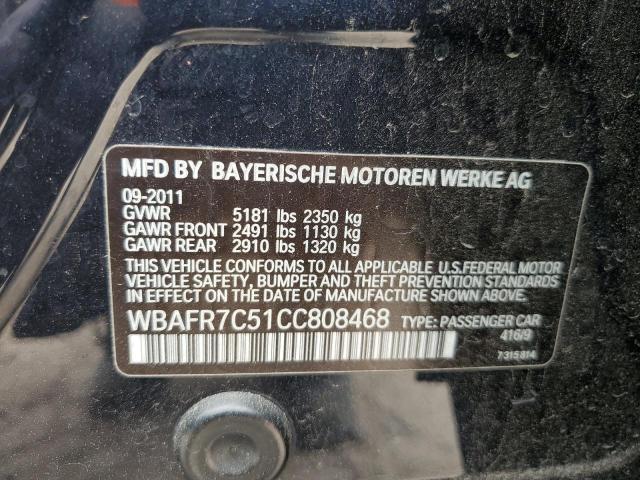 MFD BY BAYERISCHE MOTOREN WERKE AG
09-2011
GVWR 5181 lbs 2350 kg
GAWR FRONT 2491 lbs 1130 kg
GAWR REAR 2910 lbs 1320 kg
THIS VEHICLE CONFORMS TO ALL APPLICABLE U.S.FEDERAL MOTOR
VEHICLE SAFETY, BUMPER AND THEFT PREVENTION STANDARDS
IN EFFECT ON THE DATE OF MANUFACTURE SHOWN ABOVE.
WBAFR7C51CC808468 TYPE: PASSENGER CAR
416/9
7315814